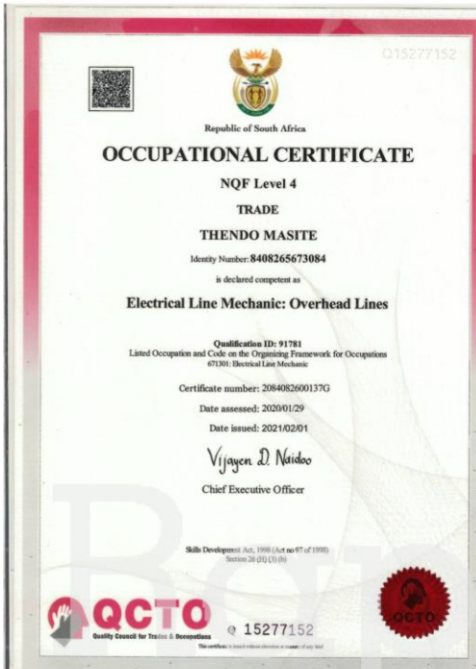 Q15277152
Republic of South Africa
OCCUPATIONAL CERTIFICATE
NQF Level 4
TRADE
THENDO MASITE
Identity Number: 8408265673084
is declared competent as
Electrical Line Mechanic: Overhead Lines
Qualification ID: 91781
Listed Occupation and Code on the Organizing Framework for Occupations
671301: Electrical Line Mechanic
Certificate number: 2084082600137G
Date assessed: 2020/01/29
Date issued: 2021/02/01
Vijayen D. Naidoo
Chief Executive Officer
Skills Development Act, 1998 (Act no 97 of 1998)
QCTO
Quality Council for Trades & Occupations
Q 15277152
QCTO